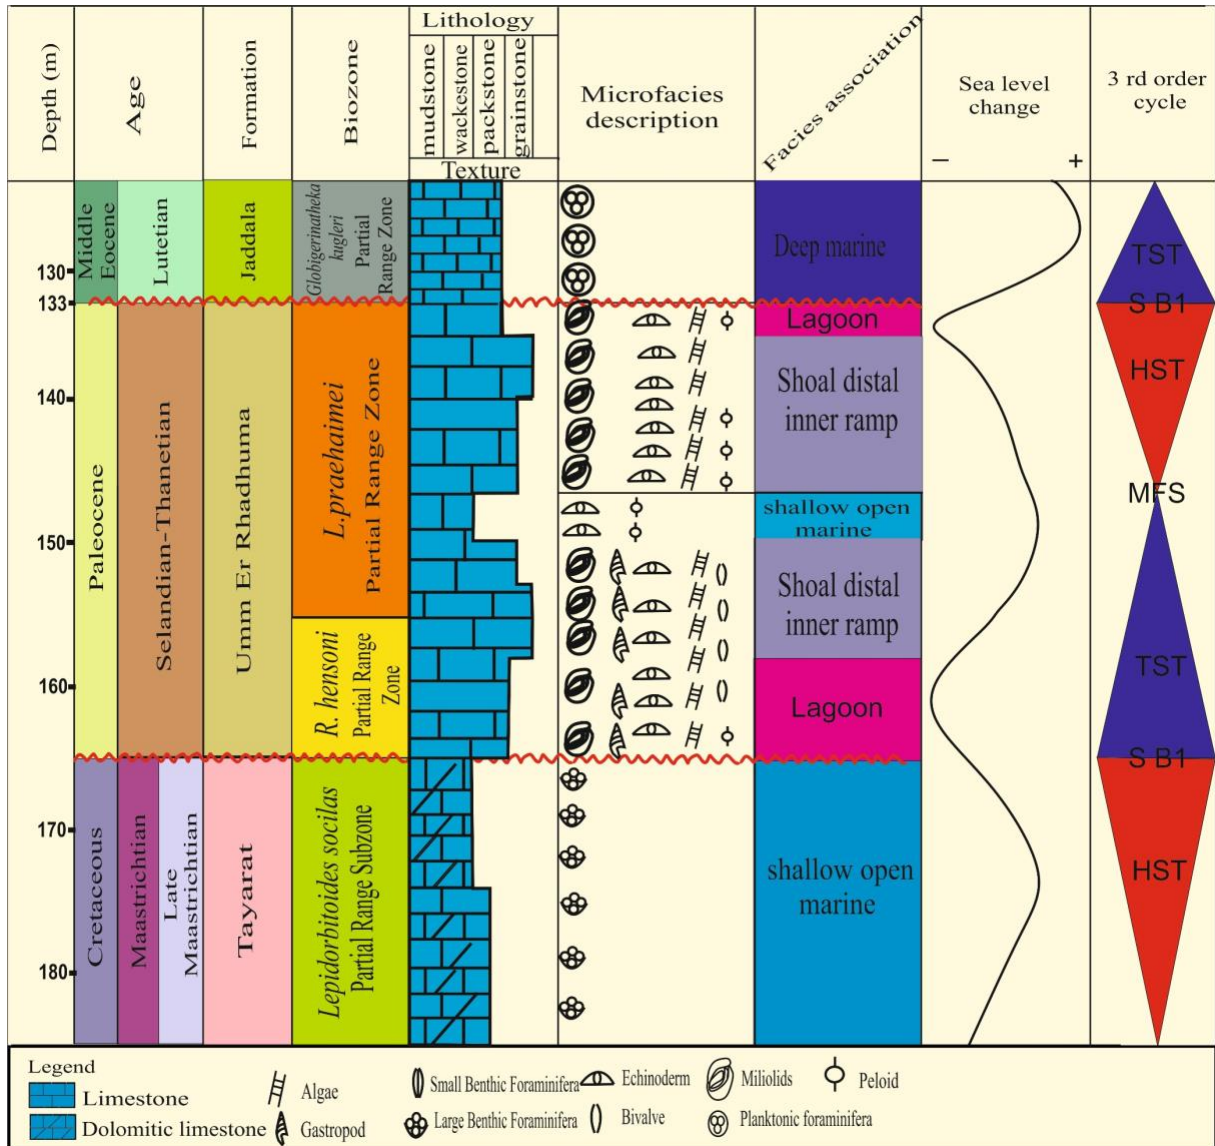 Depth (m)
Age
Formation
Biozone
Lithology
mudstone
wackestone
packstone
grainstone
Texture
Microfacies
description
Facies association
Sea level
change
− +
3 rd order
cycle
130
133
140
150
160
170
180
Middle
Eocene
Lutetian
Jaddala
Globigerinatheka
kugleri
Partial
Range Zone
Deep marine
TST
S B1
Paleocene
Selandian-Thanetian
Umm Er Rhadhuma
L.praehaimei
Partial Range Zone
R. hensoni
Partial Range
Zone
Lagoon
Shoal distal
inner ramp
shallow open
marine
Shoal distal
inner ramp
Lagoon
HST
MFS
TST
S B1
Cretaceous
Maastrichtian
Late
Maastrichtian
Tayarat
Lepidorbitoides socilas
Partial Range Subzone
shallow open
marine
HST
Legend
Limestone
Dolomitic limestone
Algae
Gastropod
Small Benthic Foraminifera
Large Benthic Foraminifera
Echinoderm
Bivalve
Miliolids
Planktonic foraminifera
Peloid